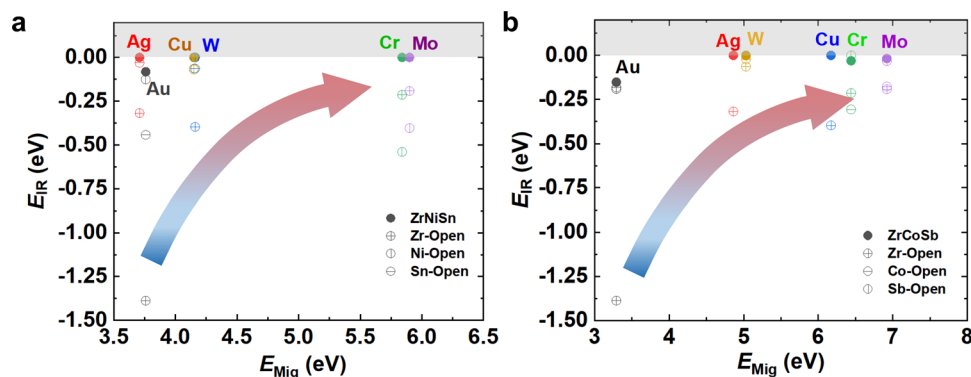 a
Ag
Cu
W
Cr
Mo
Au
0.00
-0.25
-0.50
-0.75
-1.00
-1.25
-1.50
E_IR (eV)
ZrNiSn
Zr-Open
Ni-Open
Sn-Open
3.5 4.0 4.5 5.0 5.5 6.0 6.5
E_Mig (eV)
b
Au
Ag
W
Cu
Cr
Mo
0.00
-0.25
-0.50
-0.75
-1.00
-1.25
-1.50
E_IR (eV)
ZrCoSb
Zr-Open
Co-Open
Sb-Open
3 4 5 6 7 8
E_Mig (eV)